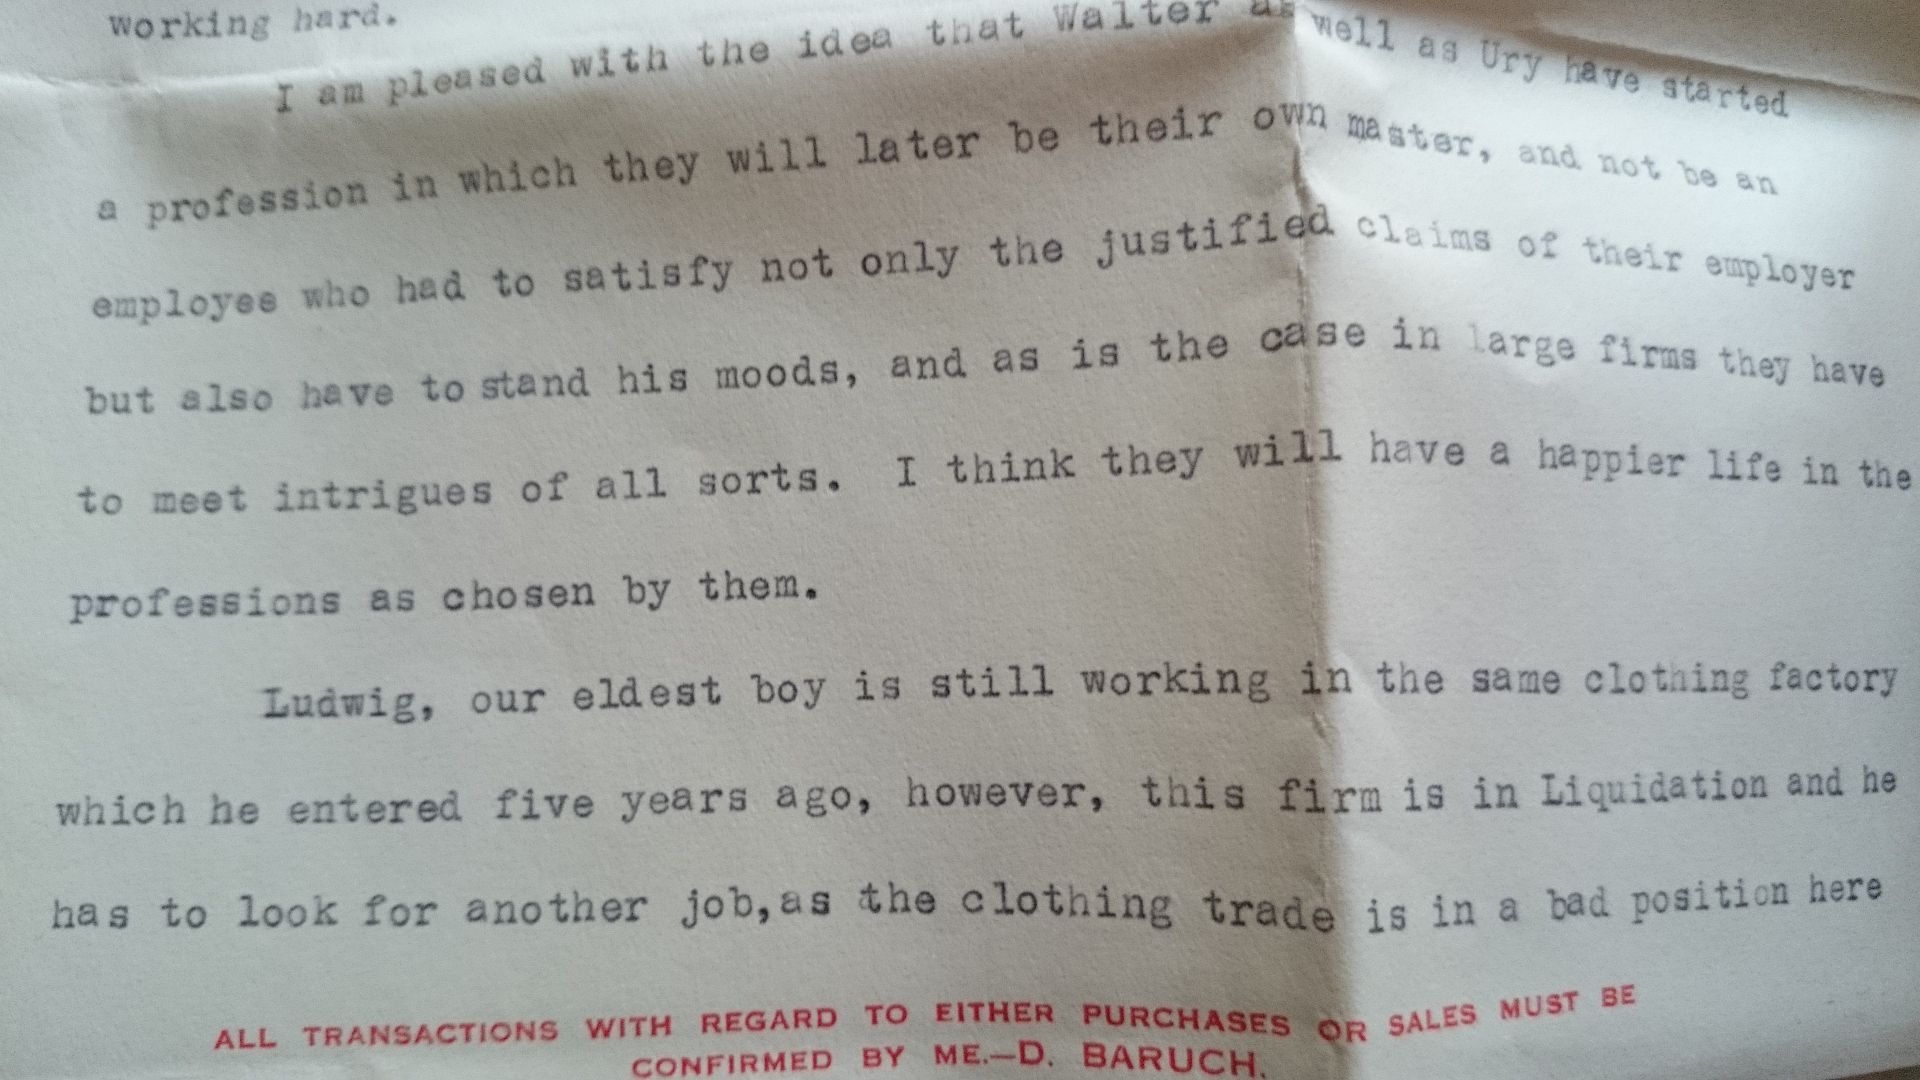 working hard.
I am pleased with the idea that Walter as well as Ury have started
a profession in which they will later be their own master, and not be an
employee who had to satisfy not only the justified claims of their employer
but also have to stand his moods, and as is the case in large firms they have
to meet intrigues of all sorts. I think they will have a happier life in the
professions as chosen by them.
Ludwig, our eldest boy is still working in the same clothing factory
which he entered five years ago, however, this firm is in Liquidation and he
has to look for another job,as the clothing trade is in a bad position here
ALL TRANSACTIONS WITH REGARD TO EITHER PURCHASES OR SALES MUST BE
CONFIRMED BY ME.—D. BARUCH.